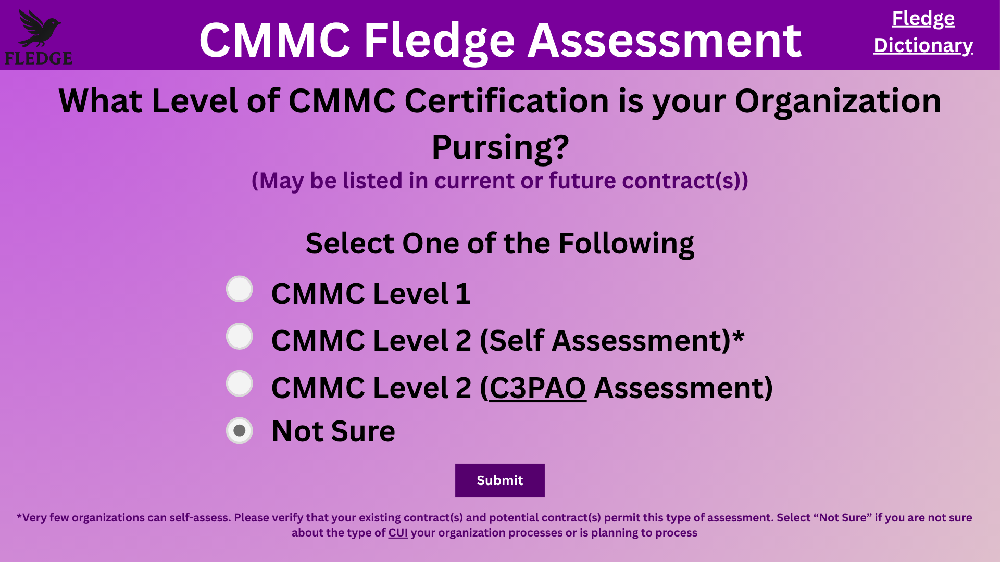 FLEDGE
CMMC Fledge Assessment
Fledge
Dictionary
What Level of CMMC Certification is your Organization
Pursing?
(May be listed in current or future contract(s))
Select One of the Following
CMMC Level 1
CMMC Level 2 (Self Assessment)*
CMMC Level 2 (C3PAO Assessment)
Not Sure
Submit
*Very few organizations can self-assess. Please verify that your existing contract(s) and potential contract(s) permit this type of assessment. Select “Not Sure” if you are not sure
about the type of CUI your organization processes or is planning to process